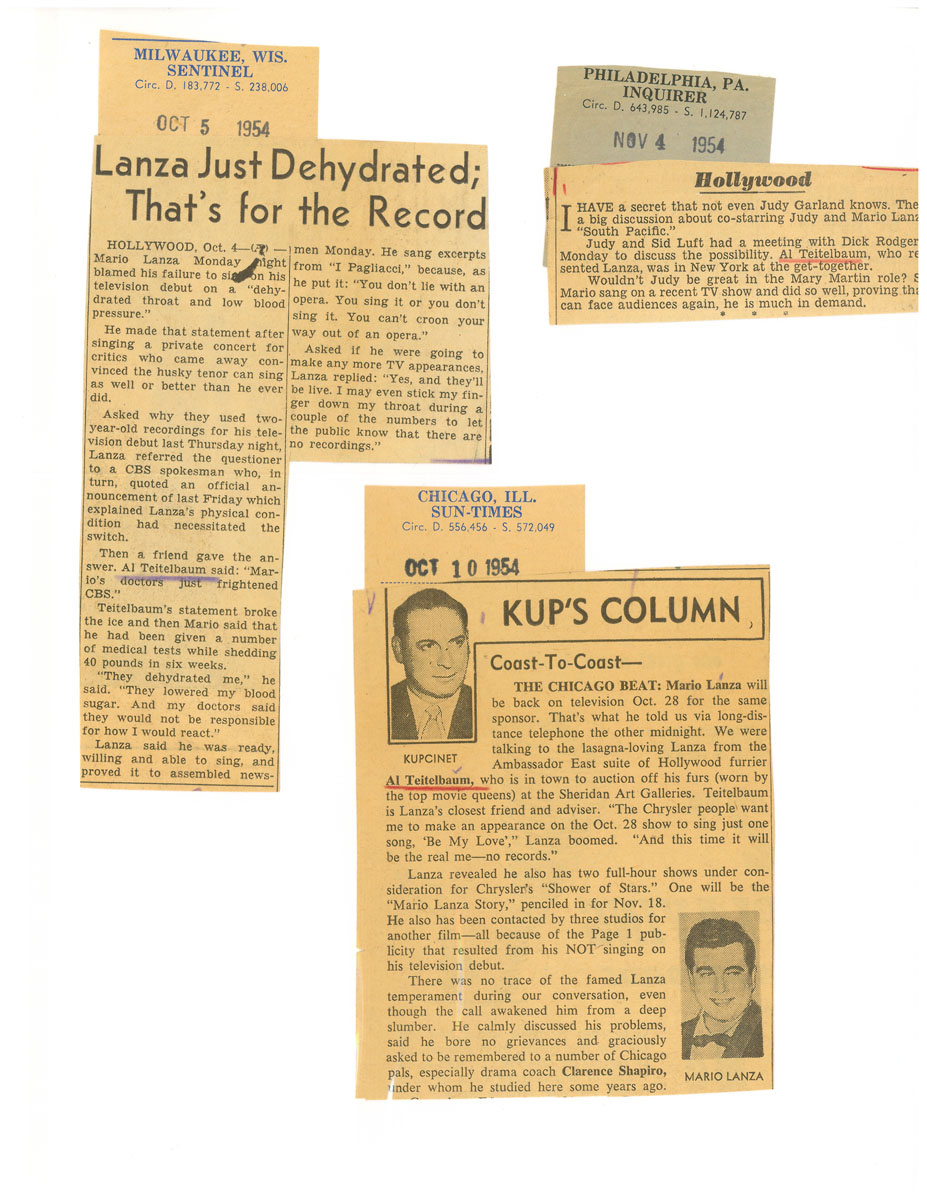 MILWAUKEE, WIS.
SENTINEL
Circ. D. 183,772 - S. 238,006
OCT 5 1954
Lanza Just Dehydrated;
That's for the Record
HOLLYWOOD, Oct. 4—(AP)—
Mario Lanza Monday night
blamed his failure to sing on his
television debut on a "dehy-
drated throat and low blood
pressure."
He made that statement after
singing a private concert for
critics who came away con-
vinced the husky tenor can sing
as well or better than he ever
did.
Asked why they used two-
year-old recordings for his tele-
vision debut last Thursday night,
Lanza referred the questioner
to a CBS spokesman who, in
turn, quoted an official an-
nouncement of last Friday which
explained Lanza's physical con-
dition had necessitated the
switch.
Then a friend gave the an-
swer. Al Teitelbaum said: "Mar-
io's doctors just frightened
CBS."
Teitelbaum's statement broke
the ice and then Mario said that
he had been given a number
of medical tests while shedding
40 pounds in six weeks.
"They dehydrated me," he
said. "They lowered my blood
sugar. And my doctors said
they would not be responsible
for how I would react."
Lanza said he was ready,
willing and able to sing, and
proved it to assembled news-
men Monday. He sang excerpts
from "I Pagliacci," because, as
he put it: "You don't lie with an
opera. You sing it or you don't
sing it. You can't croon your
way out of an opera."
Asked if he were going to
make any more TV appearances,
Lanza replied: "Yes, and they'll
be live. I may even stick my fin-
ger down my throat during a
couple of the numbers to let
the public know that there are
no recordings."
PHILADELPHIA, PA.
INQUIRER
Circ. D. 643,985 - S. 1,124,787
NOV 4 1954
Hollywood
I HAVE a secret that not even Judy Garland knows. The
a big discussion about co-starring Judy and Mario Lanz
"South Pacific."
Judy and Sid Luft had a meeting with Dick Rodger
Monday to discuss the possibility. Al Teitelbaum, who re
sented Lanza, was in New York at the get-together.
Wouldn't Judy be great in the Mary Martin role? S
Mario sang on a recent TV show and did so well, proving the
can face audiences again, he is much in demand.
* * *
CHICAGO, ILL.
SUN-TIMES
Circ. D. 556,456 - S. 572,049
OCT 10 1954
KUP'S COLUMN
KUPCINET
Coast-To-Coast—
THE CHICAGO BEAT: Mario Lanza will
be back on television Oct. 28 for the same
sponsor. That's what he told us via long-dis-
tance telephone the other midnight. We were
talking to the lasagna-loving Lanza from the
Ambassador East suite of Hollywood furrier
Al Teitelbaum, who is in town to auction off his furs (worn by
the top movie queens) at the Sheridan Art Galleries. Teitelbaum
is Lanza's closest friend and adviser. "The Chrysler people want
me to make an appearance on the Oct. 28 show to sing just one
song, 'Be My Love'," Lanza boomed. "And this time it will
be the real me—no records."
Lanza revealed he also has two full-hour shows under con-
sideration for Chrysler's "Shower of Stars." One will be the
"Mario Lanza Story," penciled in for Nov. 18.
He also has been contacted by three studios for
another film—all because of the Page 1 pub-
licity that resulted from his NOT singing on
his television debut.
There was no trace of the famed Lanza
temperament during our conversation, even
though the call awakened him from a deep
slumber. He calmly discussed his problems,
said he bore no grievances and graciously
asked to be remembered to a number of Chicago
pals, especially drama coach Clarence Shapiro,
under whom he studied here some years ago.
MARIO LANZA